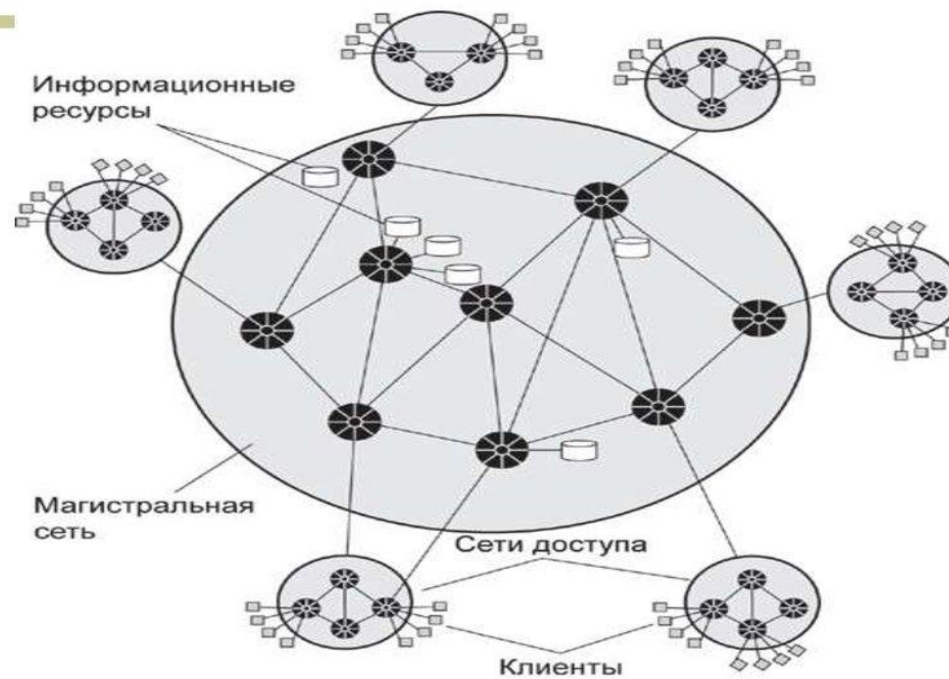 Информационные
ресурсы
Магистральная
сеть
Сети доступа
Клиенты